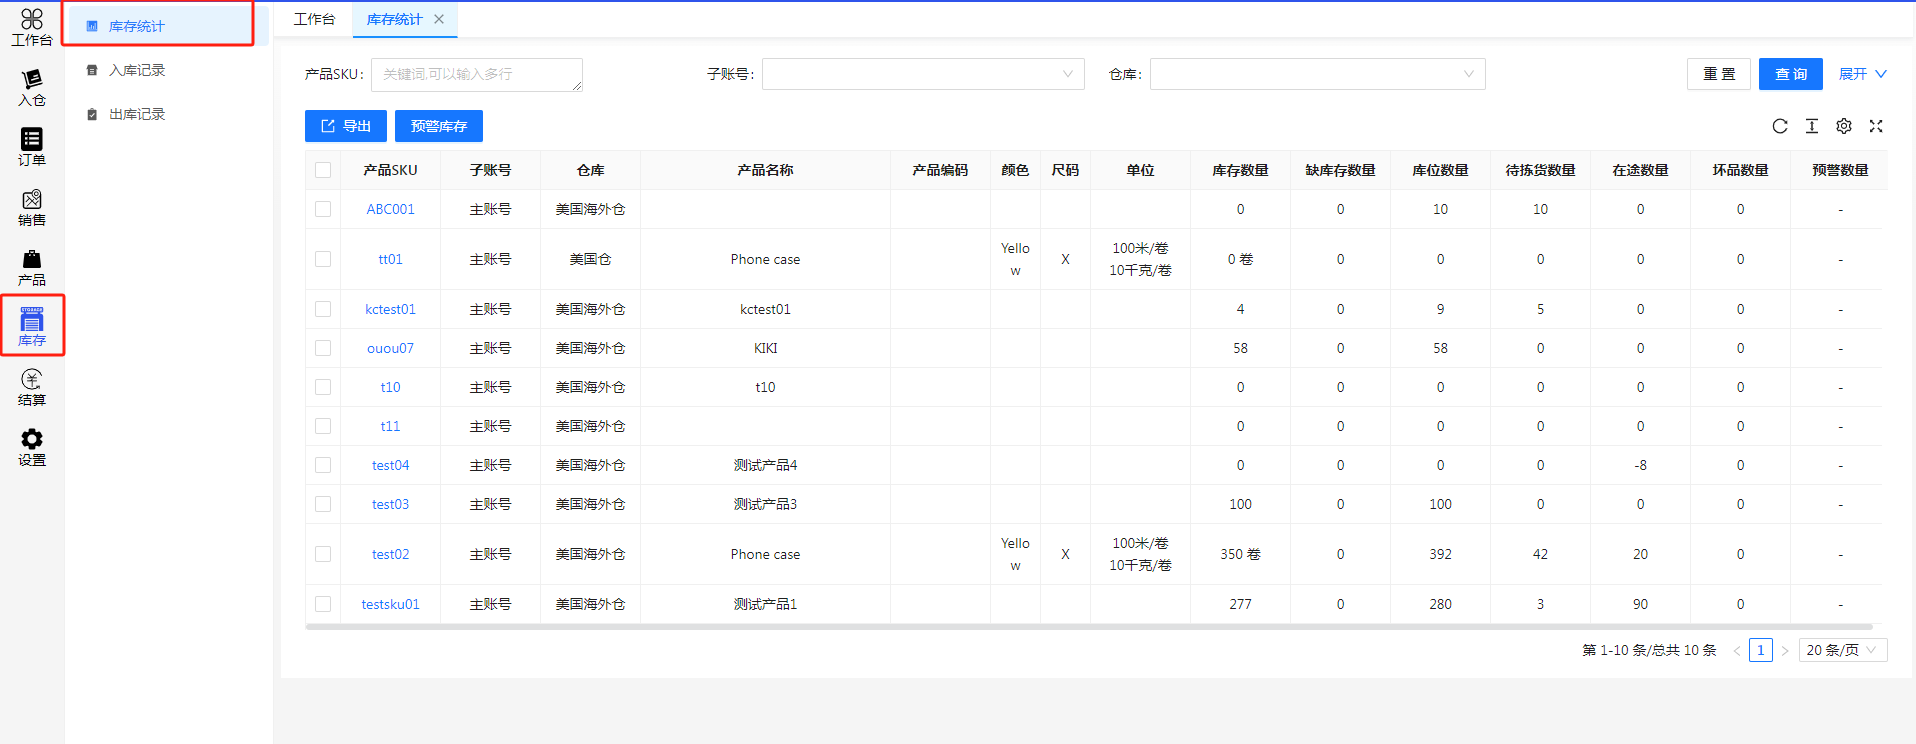 工作台
入仓
订单
销售
产品
STORAGE
库存
结算
设置
库存统计
入库记录
出库记录
工作台 库存统计
产品SKU: 关键词,可以输入多行 子账号: 仓库: 重 置 查 询 展开
导出 预警库存
产品SKU 子账号 仓库 产品名称 产品编码 颜色 尺码 单位 库存数量 缺库存数量 库位数量 待拣货数量 在途数量 坏品数量 预警数量
ABC001 主账号 美国海外仓 0 0 10 10 0 0 -
tt01 主账号 美国仓 Phone case Yello
w X 100米/卷
10千克/卷 0 卷 0 0 0 0 0 -
kctest01 主账号 美国海外仓 kctest01 4 0 9 5 0 0 -
ouou07 主账号 美国海外仓 KIKI 58 0 58 0 0 0 -
t10 主账号 美国海外仓 t10 0 0 0 0 0 0 -
t11 主账号 美国海外仓 0 0 0 0 0 0 -
test04 主账号 美国海外仓 测试产品4 0 0 0 0 -8 0 -
test03 主账号 美国海外仓 测试产品3 100 0 100 0 0 0 -
test02 主账号 美国海外仓 Phone case Yello
w X 100米/卷
10千克/卷 350 卷 0 392 42 20 0 -
testsku01 主账号 美国海外仓 测试产品1 277 0 280 3 90 0 -
第 1-10 条/总共 10 条 < 1 > 20 条/页